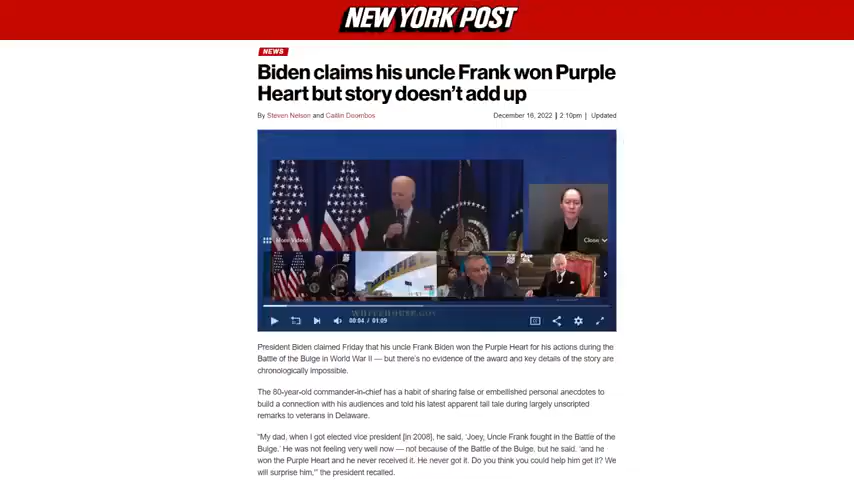 NEW YORK POST
NEWS
Biden claims his uncle Frank won Purple
Heart but story doesn't add up
By Steven Nelson and Caitlin Doornbos
December 16, 2022 | 2:10pm | Updated
More Videos
Close
WHITEHOUSE.GOV
00:04 / 01:09
President Biden claimed Friday that his uncle Frank Biden won the Purple Heart for his actions during the
Battle of the Bulge in World War II — but there's no evidence of the award and key details of the story are
chronologically impossible.
The 80-year-old commander-in-chief has a habit of sharing false or embellished personal anecdotes to
build a connection with his audiences and told his latest apparent tall tale during largely unscripted
remarks to veterans in Delaware.
"My dad, when I got elected vice president [in 2008], he said, 'Joey, Uncle Frank fought in the Battle of the
Bulge.' He was not feeling very well now — not because of the Battle of the Bulge, but he said, 'and he
won the Purple Heart and he never received it. He never got it. Do you think you could help him get it? We
will surprise him,'" the president recalled.